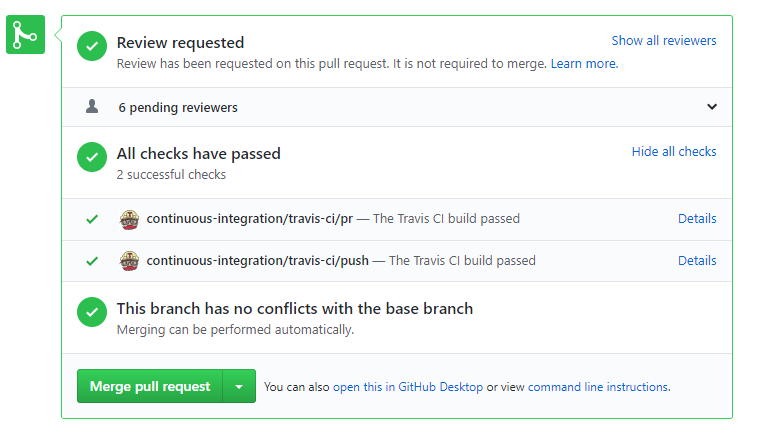 Review requested
Show all reviewers
Review has been requested on this pull request. It is not required to merge. Learn more.
6 pending reviewers
All checks have passed
Hide all checks
2 successful checks
continuous-integration/travis-ci/pr — The Travis CI build passed
Details
continuous-integration/travis-ci/push — The Travis CI build passed
Details
This branch has no conflicts with the base branch
Merging can be performed automatically.
Merge pull request
You can also open this in GitHub Desktop or view command line instructions.